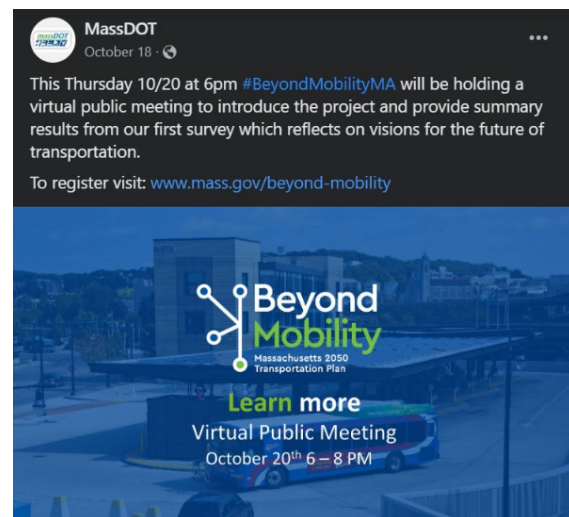 MassDOT
October 18 ·
This Thursday 10/20 at 6pm #BeyondMobilityMA will be holding a
virtual public meeting to introduce the project and provide summary
results from our first survey which reflects on visions for the future of
transportation.
To register visit: www.mass.gov/beyond-mobility
Beyond
Mobility
Massachusetts 2050
Transportation Plan
Learn more
Virtual Public Meeting
October 20th 6 – 8 PM